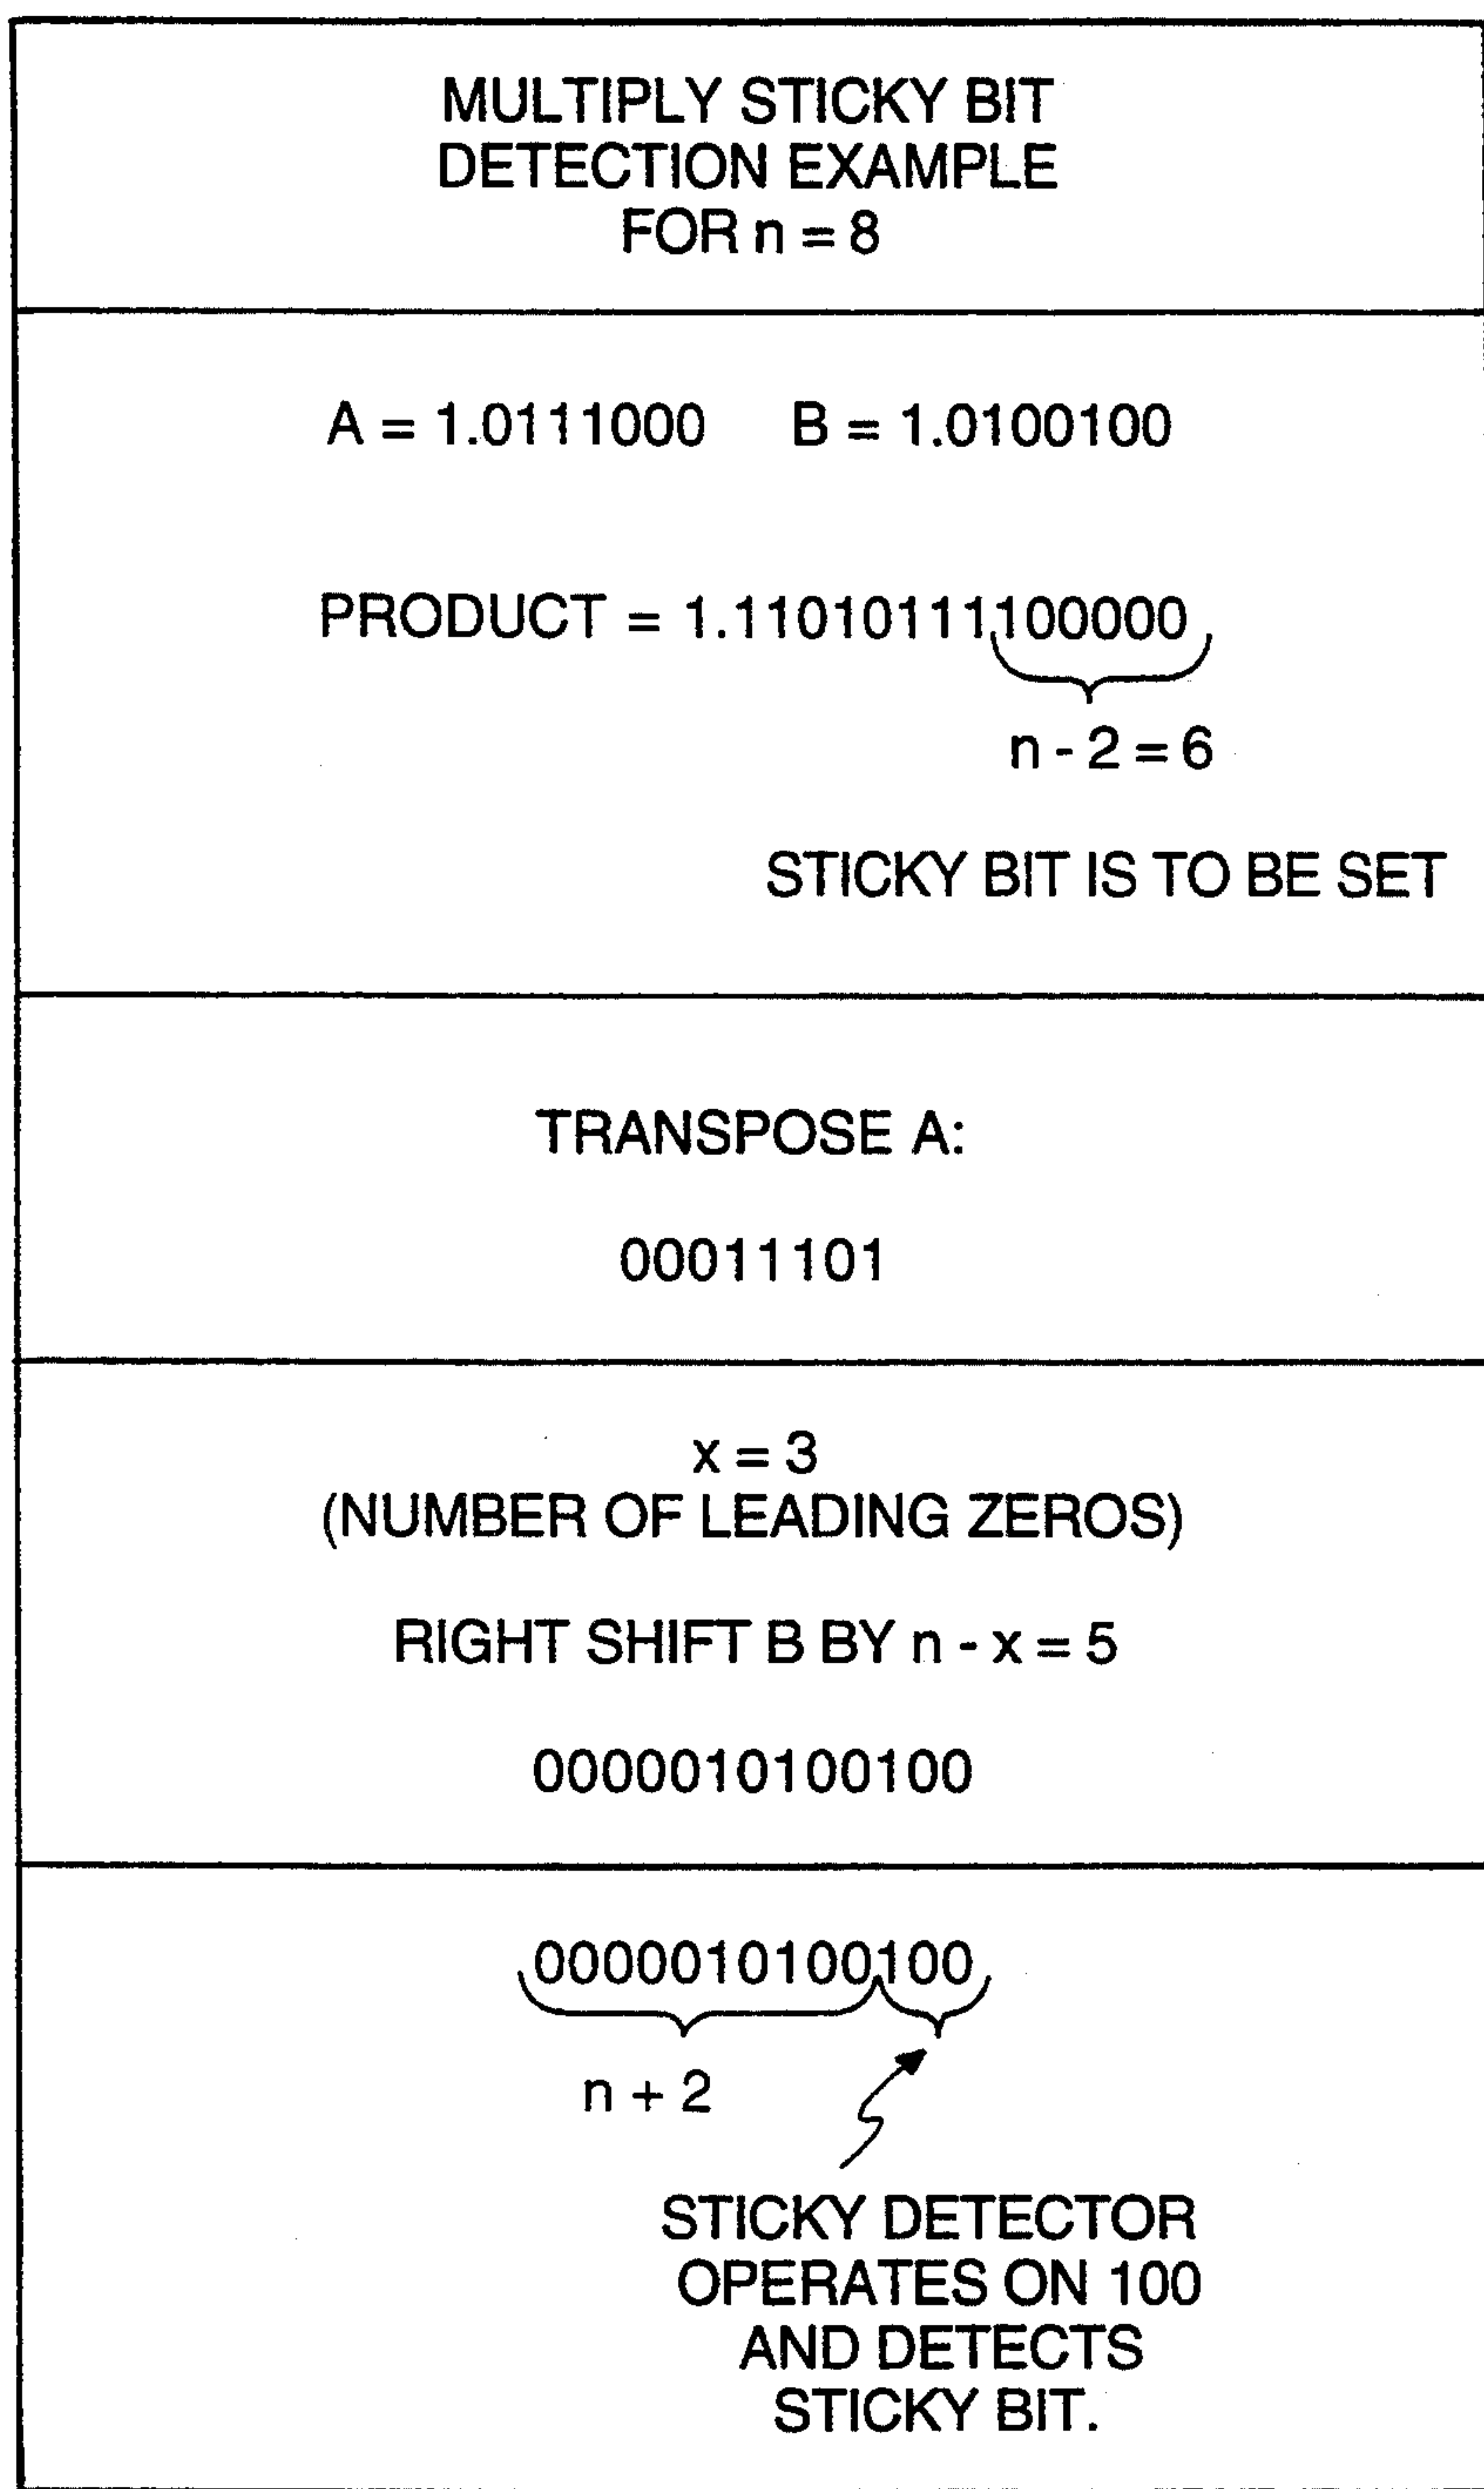 MULTIPLY STICKY BIT
DETECTION EXAMPLE
FOR n = 8
A = 1.0111000 B = 1.0100100
PRODUCT = 1.11010111100000
n - 2 = 6
STICKY BIT IS TO BE SET
TRANSPOSE A:
00011101
x = 3
(NUMBER OF LEADING ZEROS)
RIGHT SHIFT B BY n - x = 5
0000010100100
0000010100100
n + 2
STICKY DETECTOR
OPERATES ON 100
AND DETECTS
STICKY BIT.